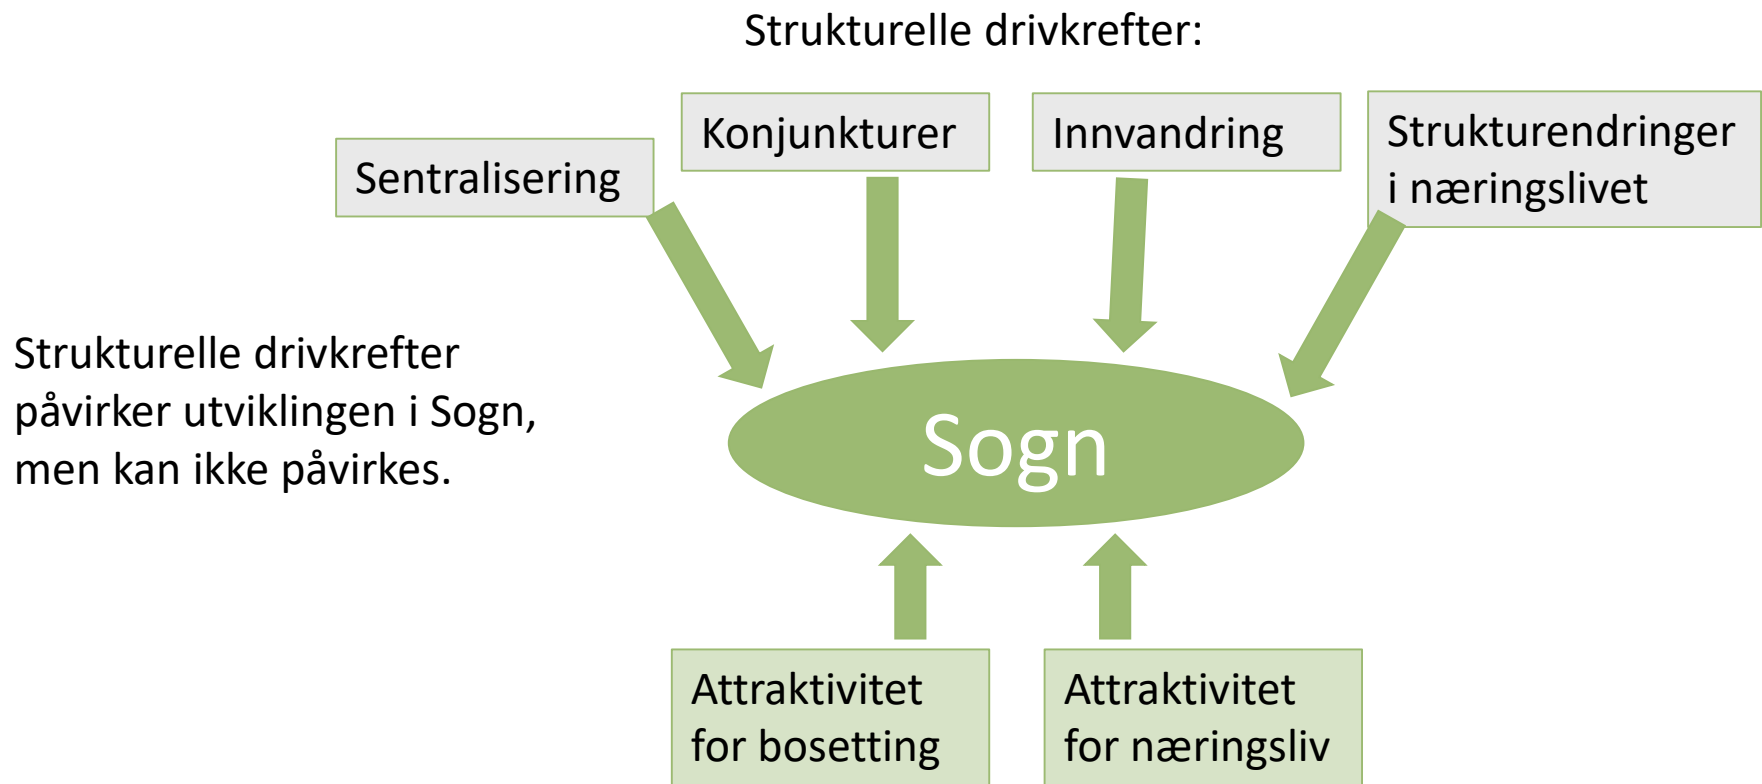 Strukturelle drivkrefter:
Sentralisering
Konjunkturer
Innvandring
Strukturendringer
i næringslivet
Strukturelle drivkrefter
påvirker utviklingen i Sogn,
men kan ikke påvirkes.
Sogn
Attraktivitet
for bosetting
Attraktivitet
for næringsliv